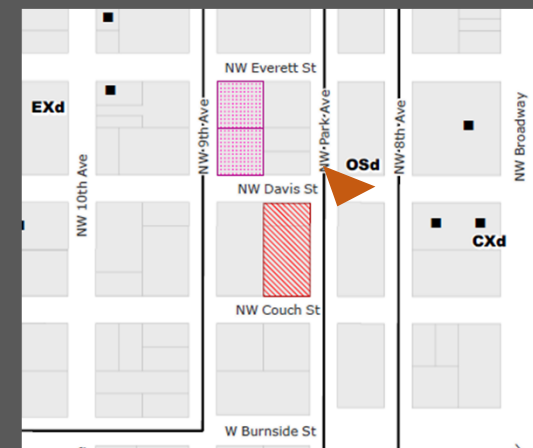 NW Everett St
EXd
NW 10th Ave
NW 9th Ave
NW Park Ave
NW 8th Ave
NW Broadway
OSd
NW Davis St
CXd
NW Couch St
W Burnside St